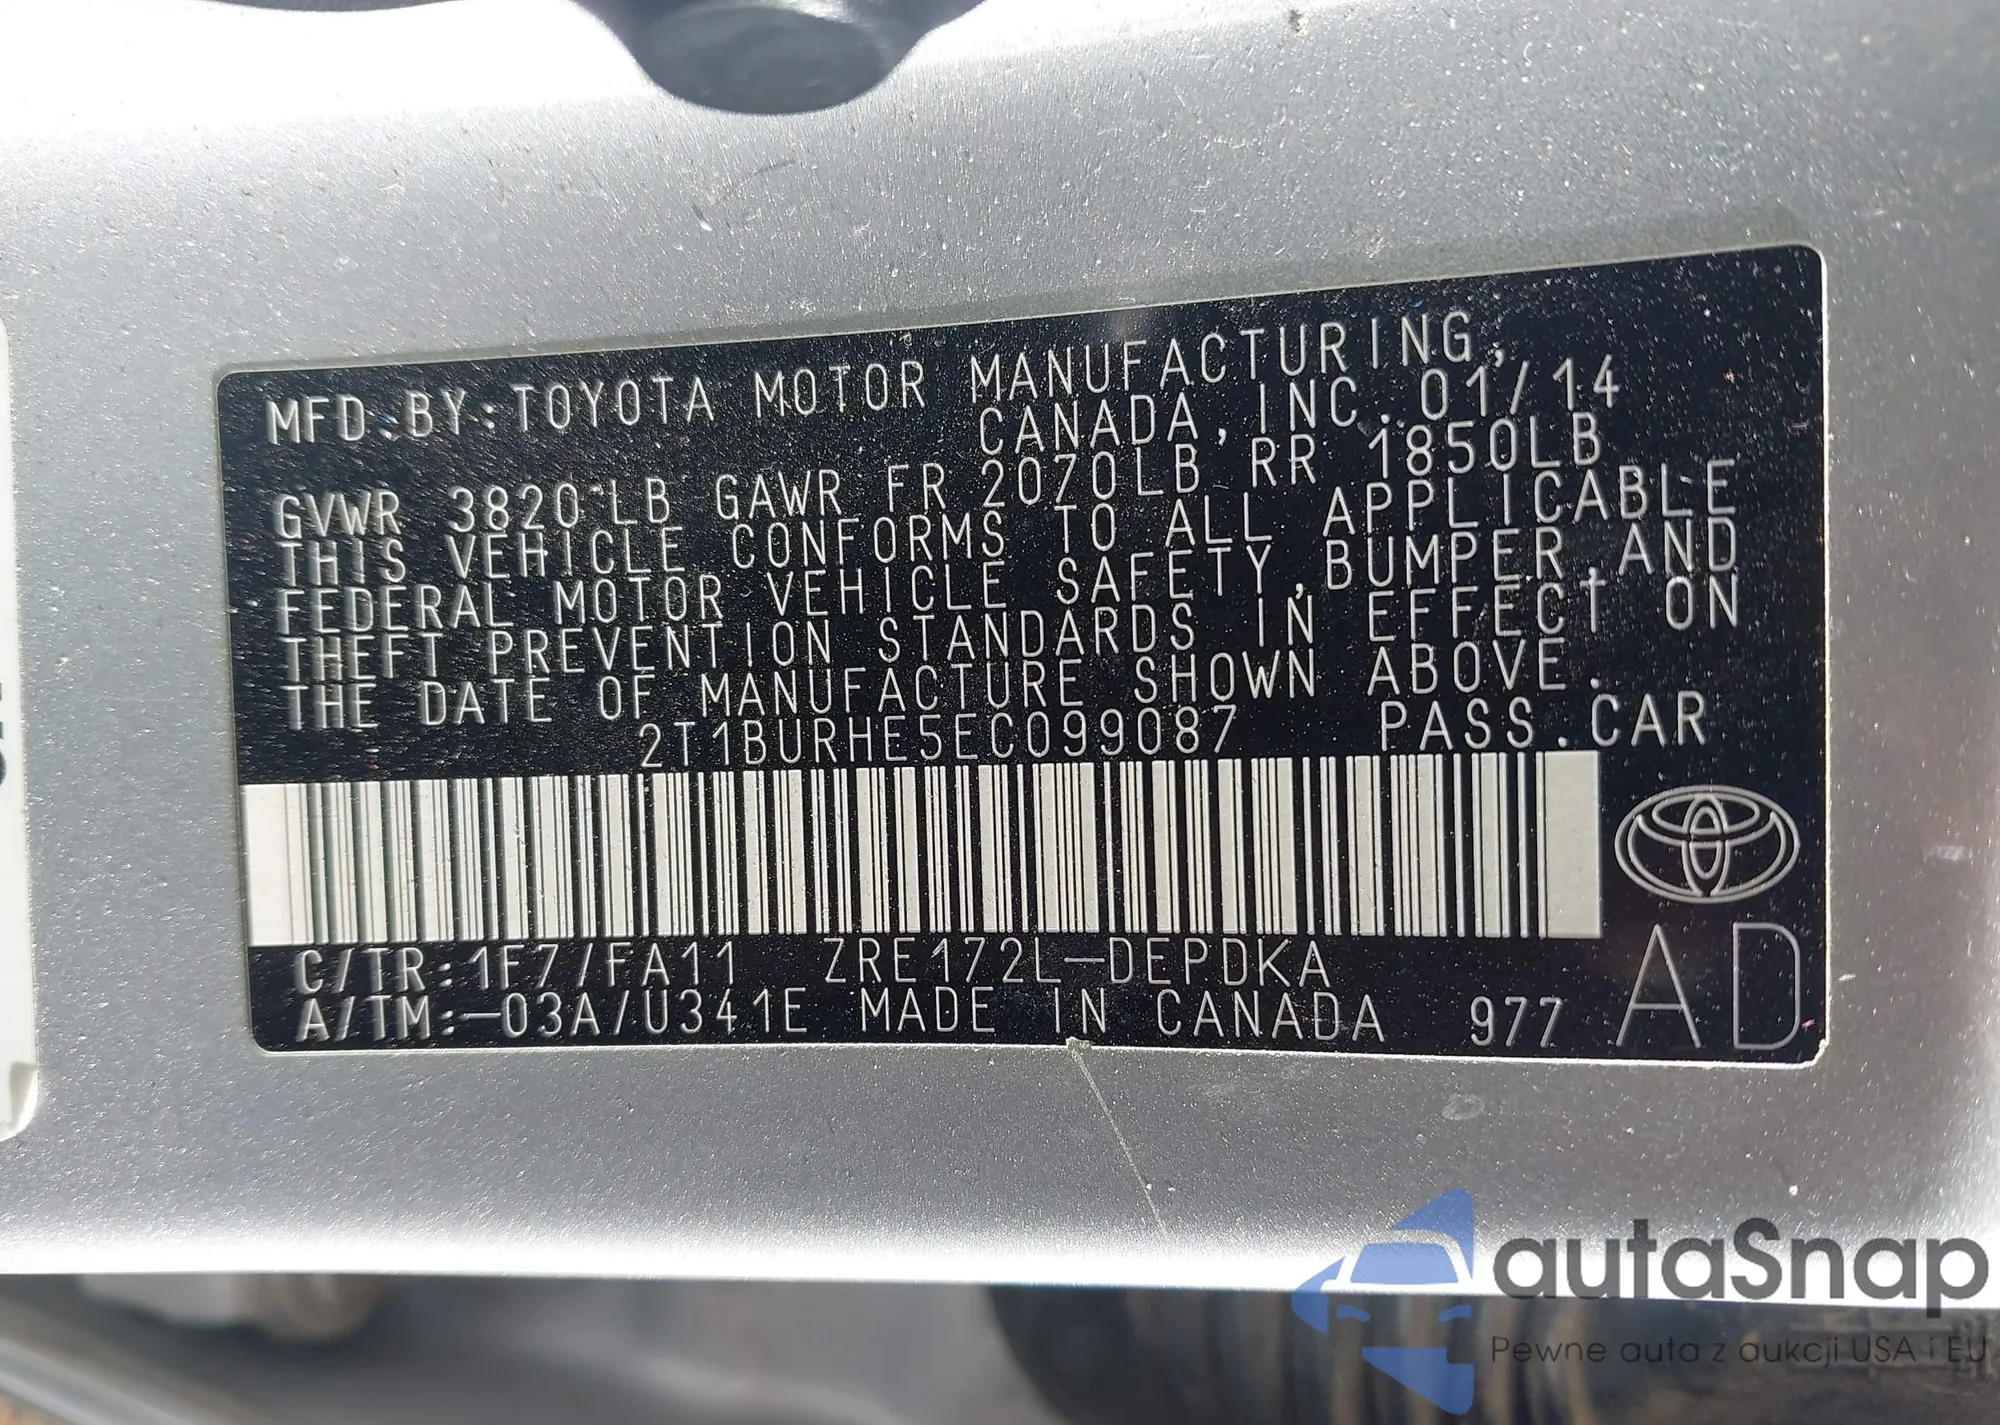 MFD.BY:TOYOTA MOTOR MANUFACTURING,
CANADA, INC. 01/14
GVWR 3820 LB GAWR FR 2070LB RR 1850LB
THIS VEHICLE CONFORMS TO ALL APPLICABLE
FEDERAL MOTOR VEHICLE SAFETY, BUMPER, AND
THEFT PREVENTION STANDARDS IN EFFECT ON
THE DATE OF MANUFACTURE SHOWN ABOVE.
2T1BURHE5EC099087 PASS.CAR
C/TR:1F7/FA11 ZRE172L-DEPDKA
A/TM:-03A/U341E MADE IN CANADA 977 AD
autaSnap
Pewne auta z aukcji USA i EU